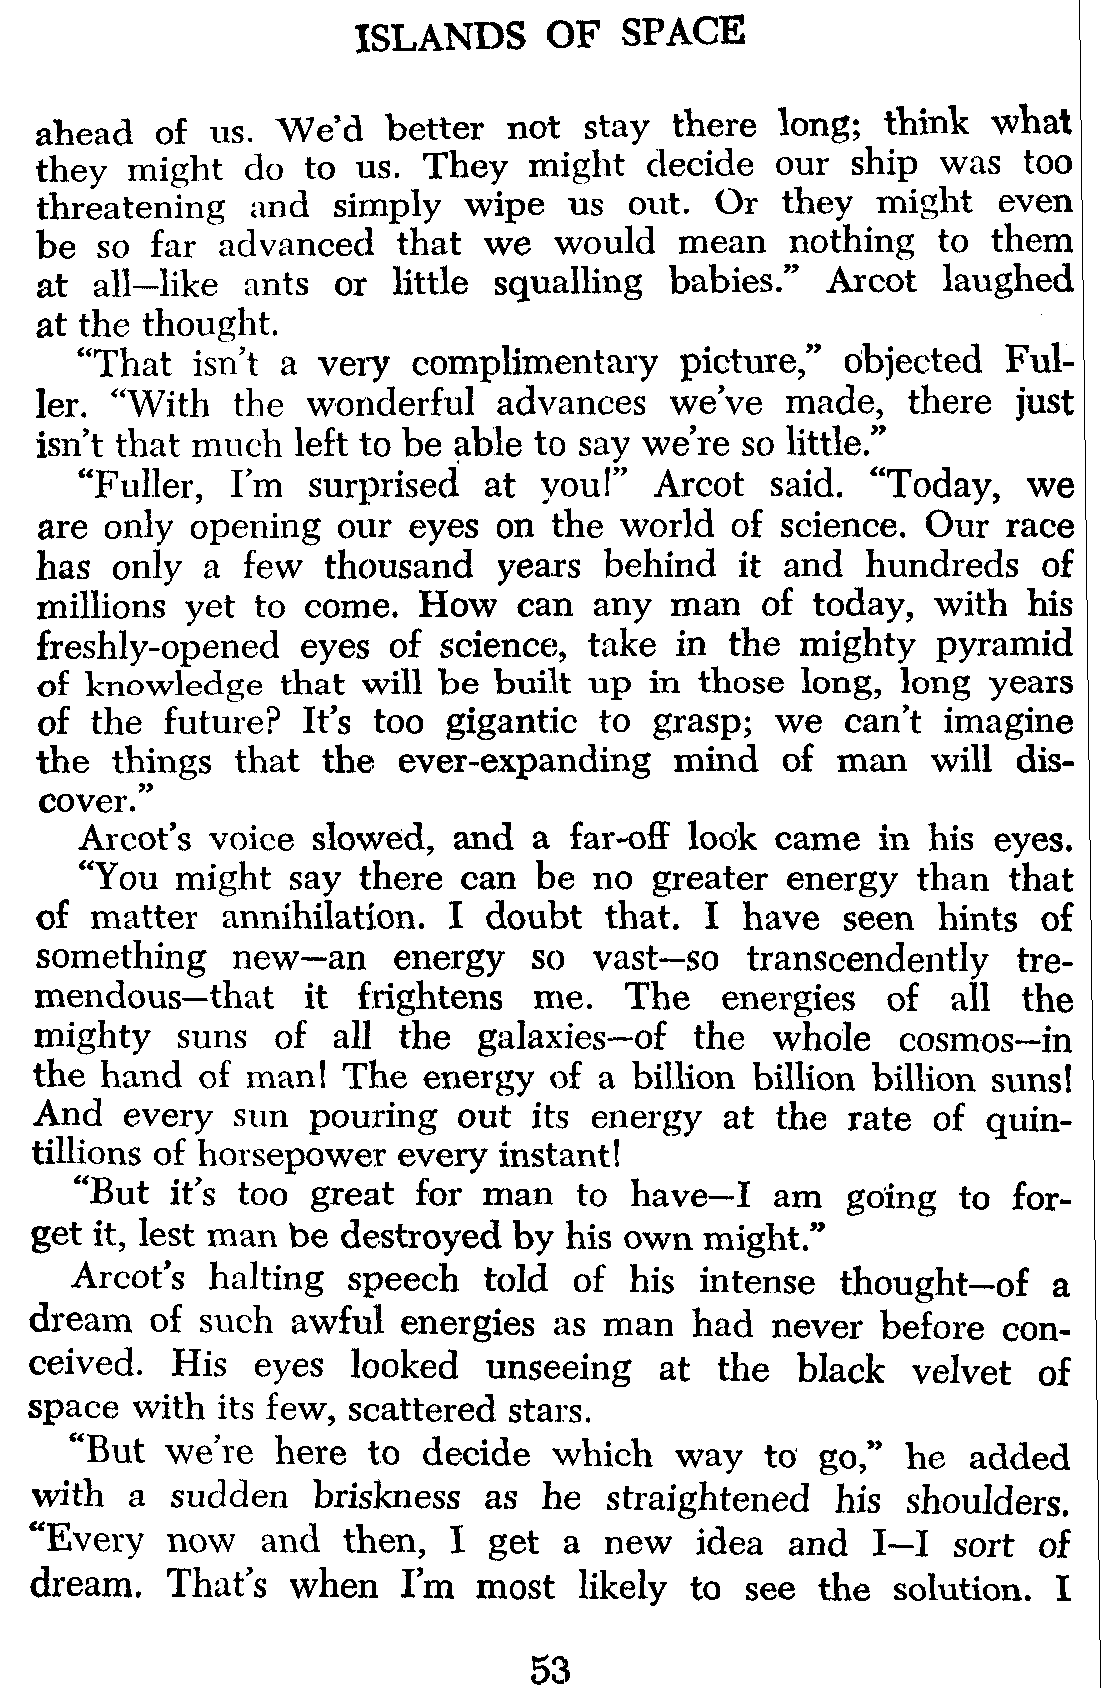 ISLANDS OF SPACE
ahead of us. We'd better not stay there long; think what
they might do to us. They might decide our ship was too
threatening and simply wipe us out. Or they might even
be so far advanced that we would mean nothing to them
at all—like ants or little squalling babies.” Arcot laughed
at the thought.
“That isn't a very complimentary picture,” objected Ful-
ler. “With the wonderful advances we've made, there just
isn't that much left to be able to say we're so little.”
“Fuller, I'm surprised at you!” Arcot said. “Today, we
are only opening our eyes on the world of science. Our race
has only a few thousand years behind it and hundreds of
millions yet to come. How can any man of today, with his
freshly-opened eyes of science, take in the mighty pyramid
of knowledge that will be built up in those long, long years
of the future? It's too gigantic to grasp; we can't imagine
the things that the ever-expanding mind of man will dis-
cover.”
Arcot's voice slowed, and a far-off look came in his eyes.
“You might say there can be no greater energy than that
of matter annihilation. I doubt that. I have seen hints of
something new—an energy so vast—so transcendently tre-
mendous—that it frightens me. The energies of all the
mighty suns of all the galaxies—of the whole cosmos—in
the hand of man! The energy of a billion billion billion suns!
And every sun pouring out its energy at the rate of quin-
tillions of horsepower every instant!
“But it's too great for man to have—I am going to for-
get it, lest man be destroyed by his own might.”
Arcot's halting speech told of his intense thought—of a
dream of such awful energies as man had never before con-
ceived. His eyes looked unseeing at the black velvet of
space with its few, scattered stars.
“But we're here to decide which way to go,” he added
with a sudden briskness as he straightened his shoulders.
“Every now and then, I get a new idea and I—I sort of
dream. That's when I'm most likely to see the solution. I
53